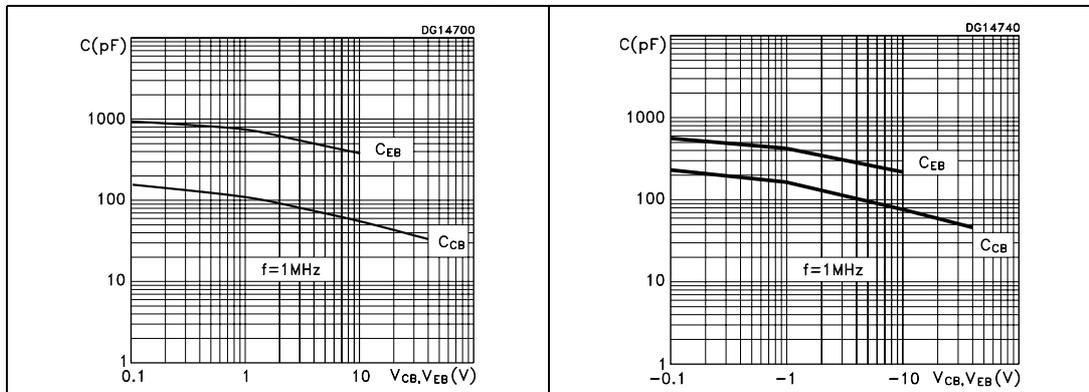 DG14700
C(pF)
1000
C_EB
100
C_CB
f=1MHz
10
1
0.1 1 10 V_CB,V_EB(V)
DG14740
C(pF)
1000
C_EB
100
C_CB
f=1MHz
10
1
-0.1 -1 -10 V_CB,V_EB(V)